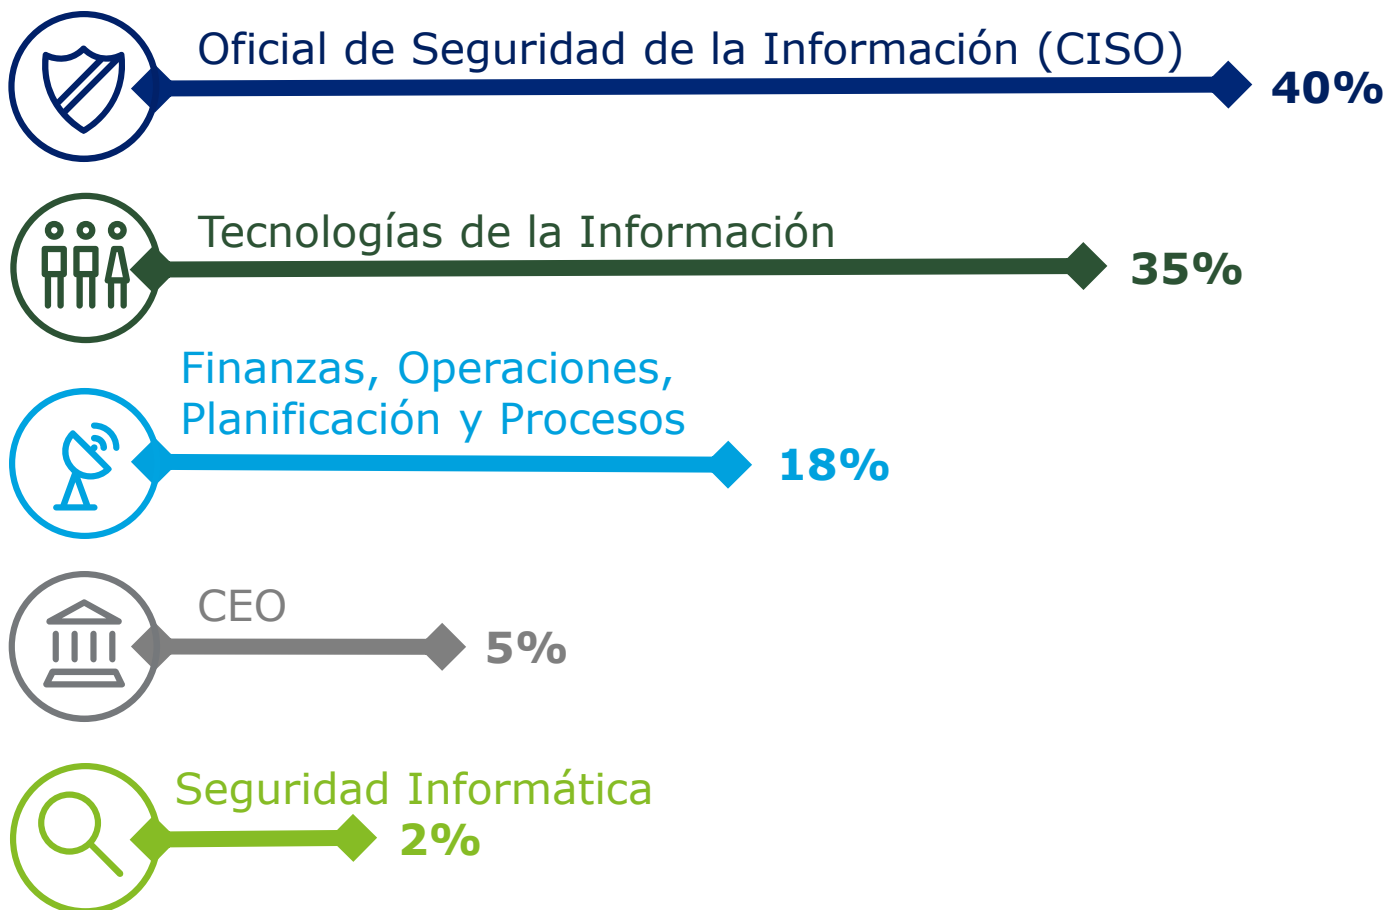 Oficial de Seguridad de la Información (CISO)
40%
Tecnologías de la Información
35%
Finanzas, Operaciones,
Planificación y Procesos
18%
CEO
5%
Seguridad Informática
2%